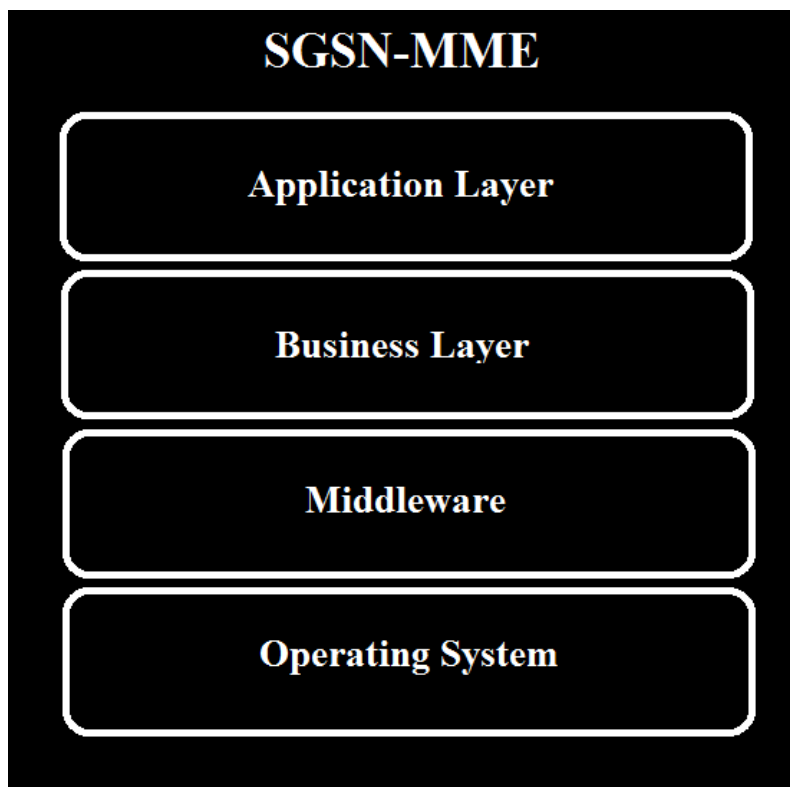 SGSN-MME
Application Layer
Business Layer
Middleware
Operating System